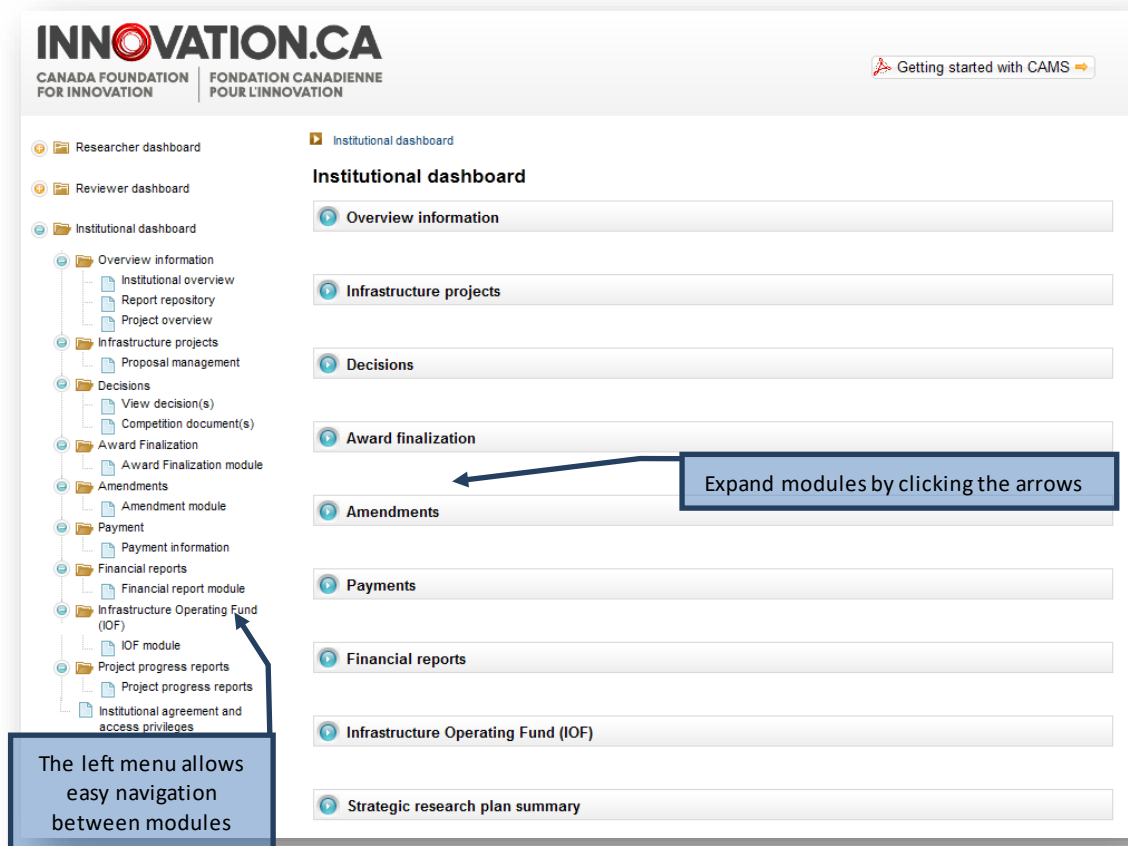 INNOVATION.CA
CANADA FOUNDATION
FOR INNOVATION
FONDATION CANADIENNE
POUR L'INNOVATION
Getting started with CAMS
Researcher dashboard
Reviewer dashboard
Institutional dashboard
Overview information
Institutional overview
Report repository
Project overview
Infrastructure projects
Proposal management
Decisions
View decision(s)
Competition document(s)
Award Finalization
Award Finalization module
Amendments
Amendment module
Payment
Payment information
Financial reports
Financial report module
Infrastructure Operating Fund
(IOF)
IOF module
Project progress reports
Project progress reports
Institutional agreement and
access privileges
The left menu allows
easy navigation
between modules
Institutional dashboard
Institutional dashboard
Overview information
Infrastructure projects
Decisions
Award finalization
Expand modules by clicking the arrows
Amendments
Payments
Financial reports
Infrastructure Operating Fund (IOF)
Strategic research plan summary